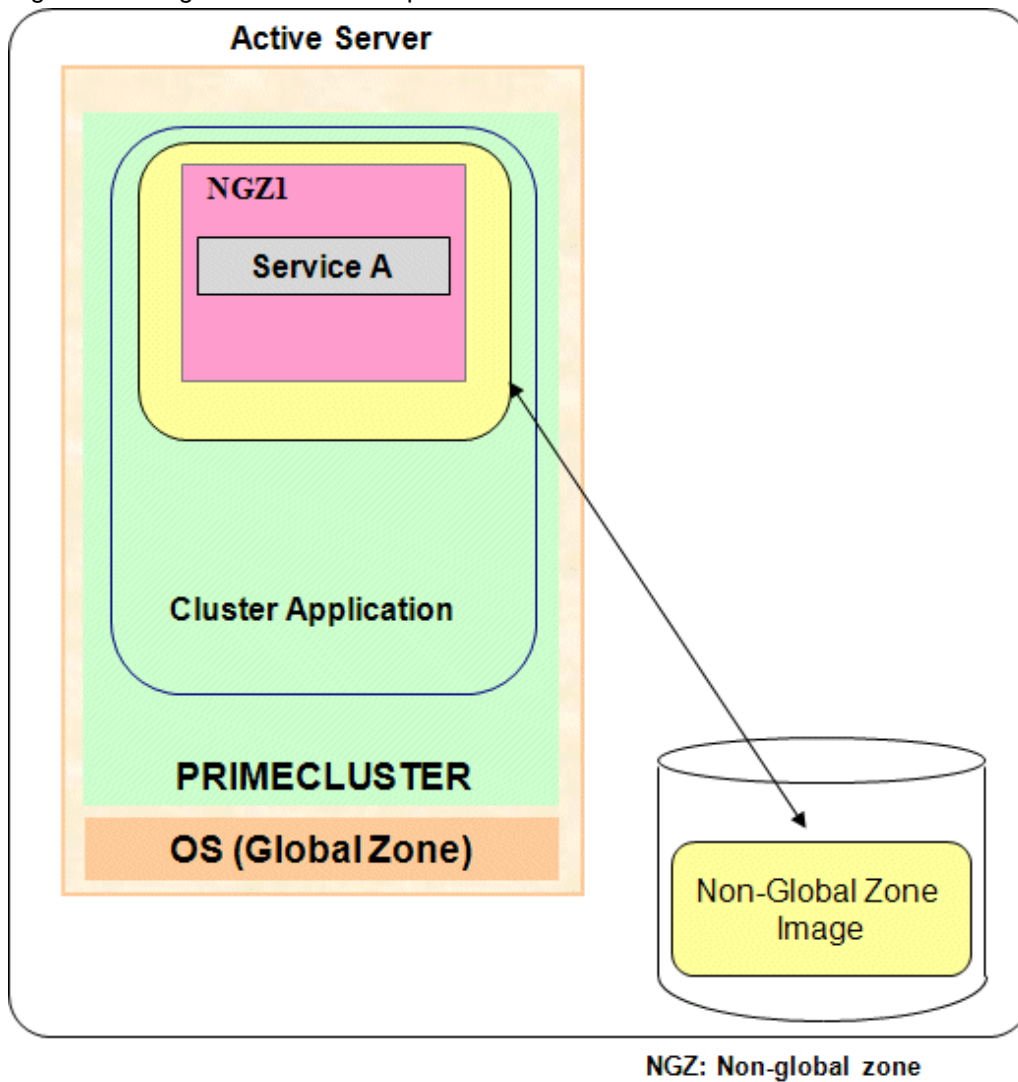 Active Server
NGZ1
Service A
Cluster Application
PRIMECLUSTER
OS (Global Zone)
Non-Global Zone
Image
NGZ: Non-global zone